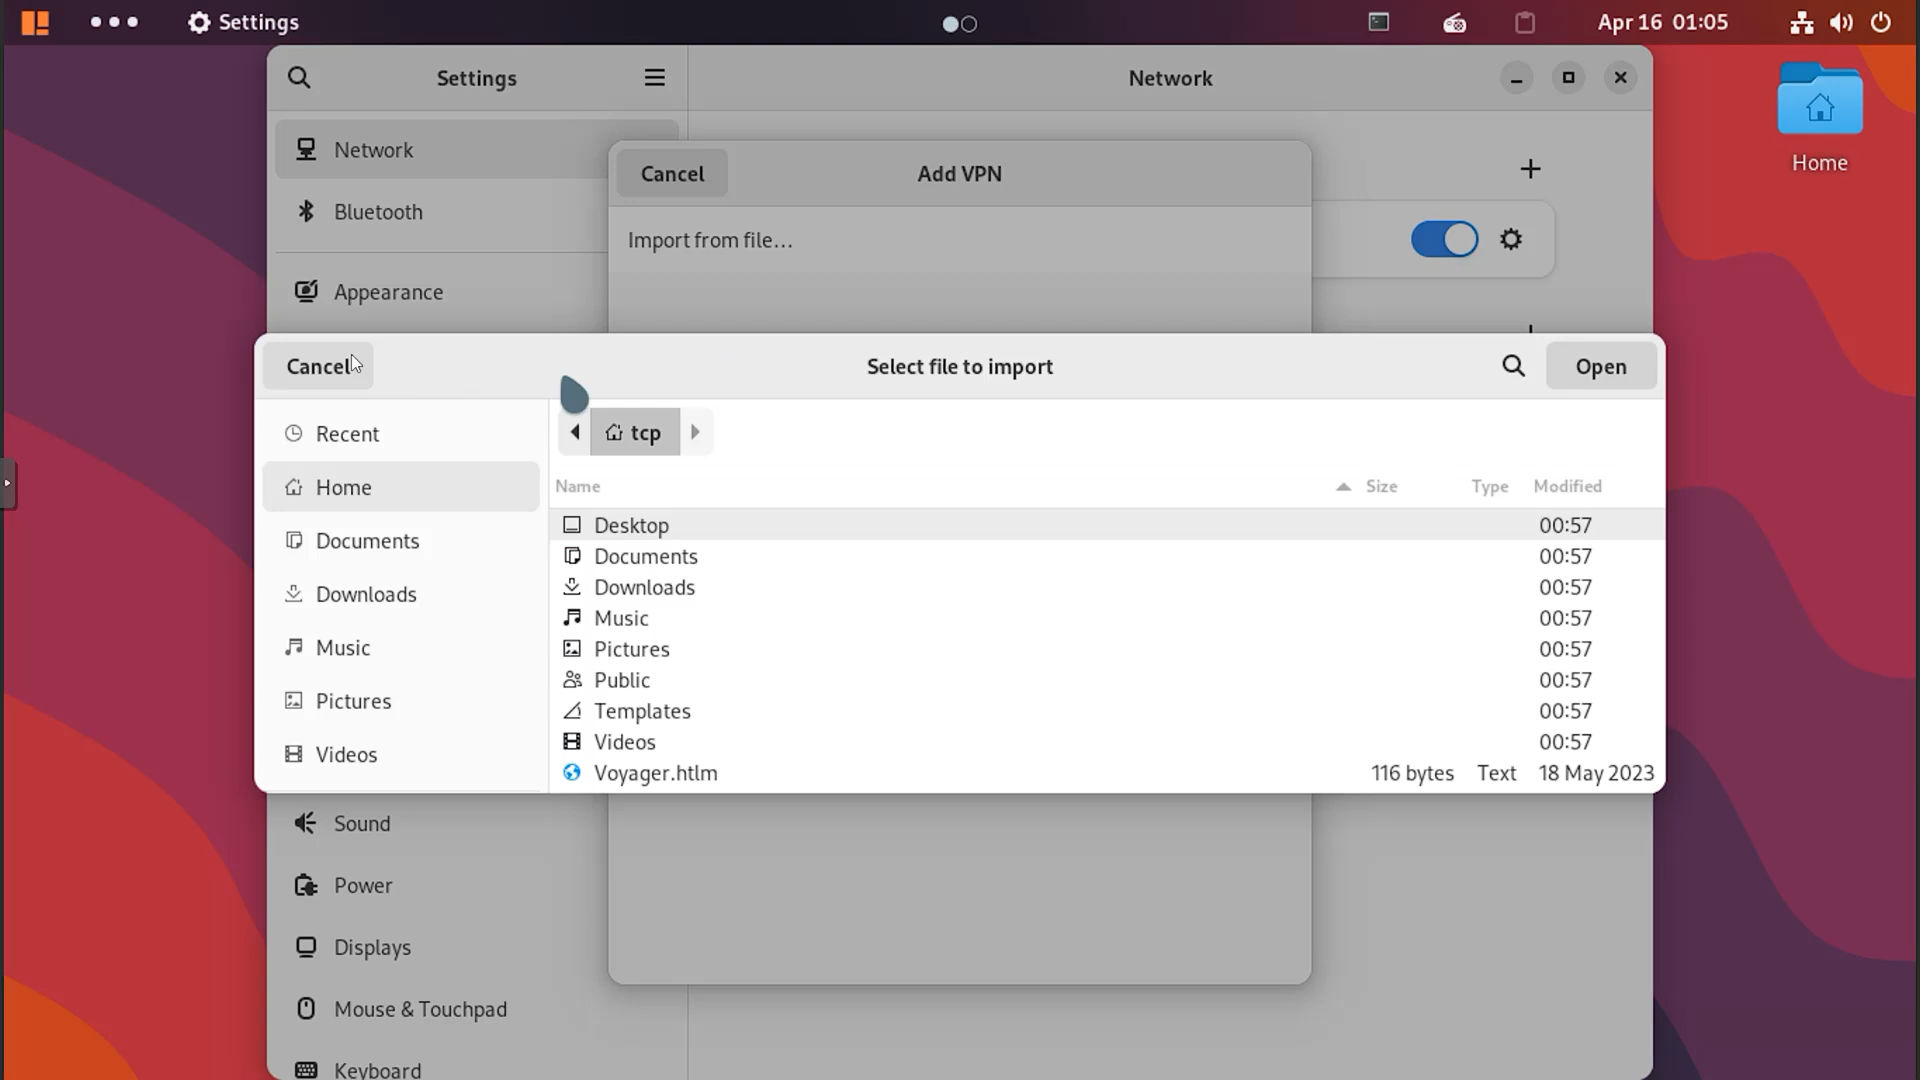 Settings
Apr 16 01:05
Settings
Network
Home
Network
Bluetooth
Appearance
Cancel
Add VPN
Import from file...
Cancel
Select file to import
Open
Recent
Home
Documents
Downloads
Music
Pictures
Videos
tcp
Name Size Type Modified
Desktop 00:57
Documents 00:57
Downloads 00:57
Music 00:57
Pictures 00:57
Public 00:57
Templates 00:57
Videos 00:57
Voyager.htlm 116 bytes Text 18 May 2023
Sound
Power
Displays
Mouse & Touchpad
Keyboard